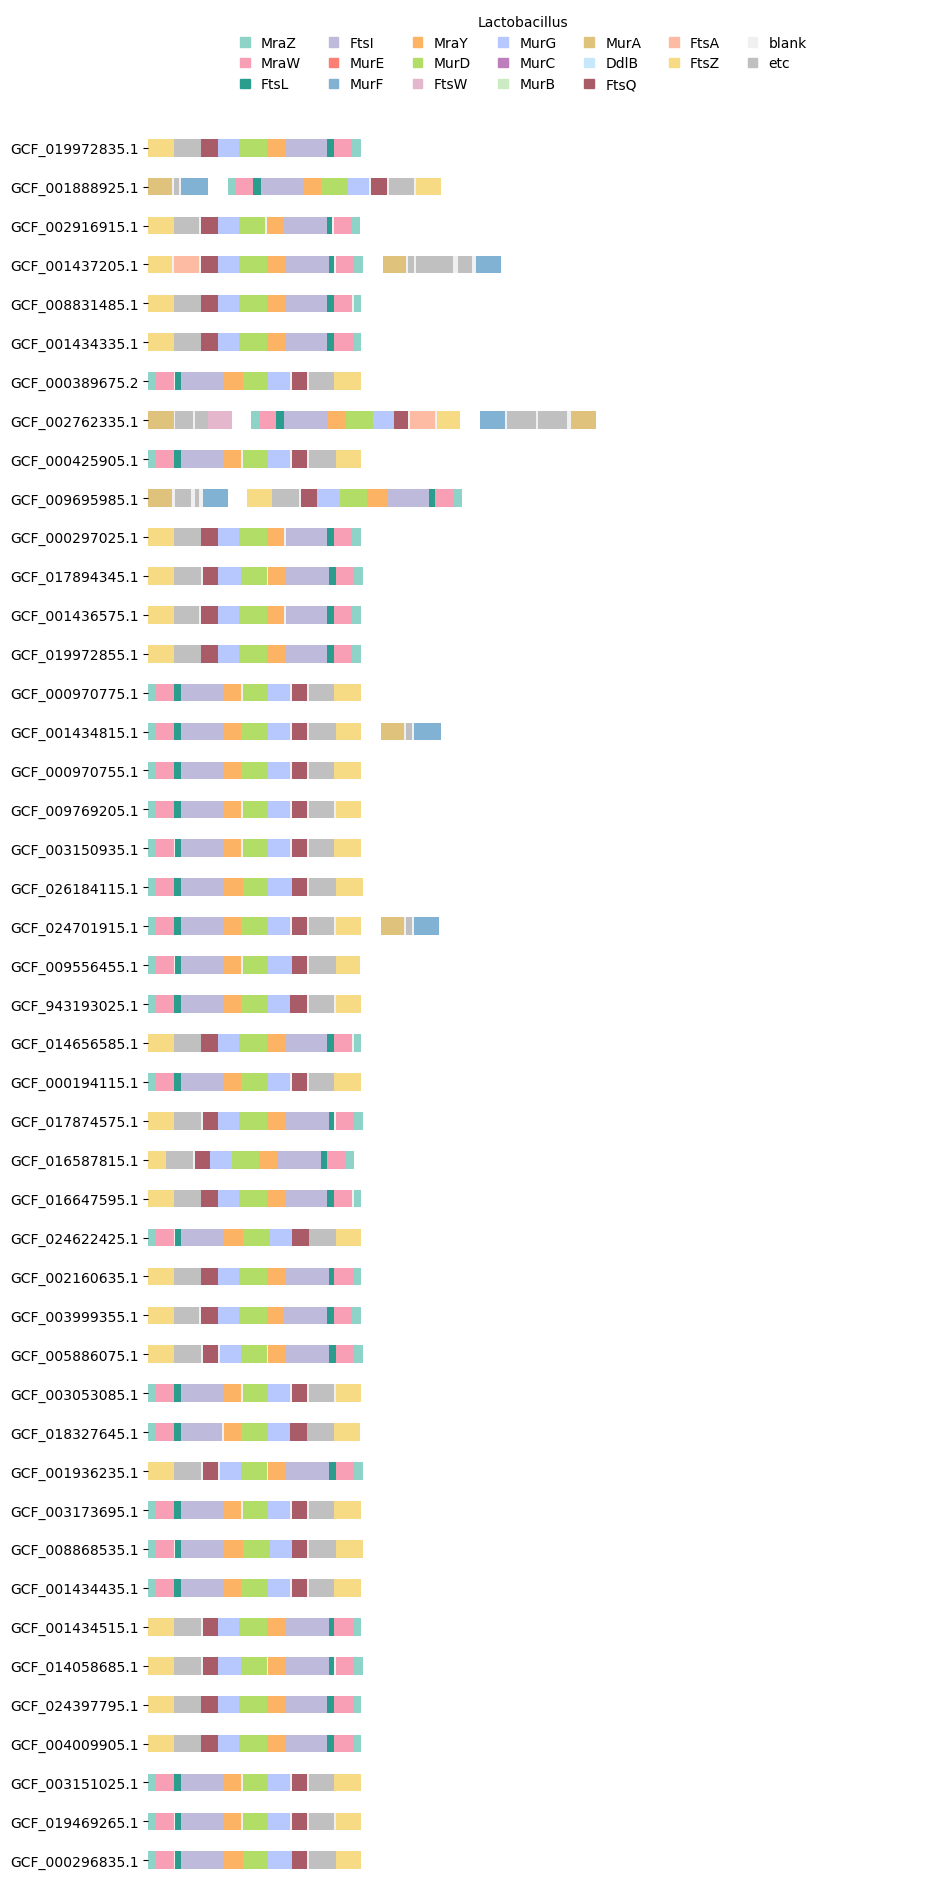 Lactobacillus
MraZ FtsI MraY MurG MurA FtsA blank
MraW MurE MurD MurC DdlB FtsZ etc
FtsL MurF FtsW MurB FtsQ
GCF_019972835.1
GCF_001888925.1
GCF_002916915.1
GCF_001437205.1
GCF_008831485.1
GCF_001434335.1
GCF_000389675.2
GCF_002762335.1
GCF_000425905.1
GCF_009695985.1
GCF_000297025.1
GCF_017894345.1
GCF_001436575.1
GCF_019972855.1
GCF_000970775.1
GCF_001434815.1
GCF_000970755.1
GCF_009769205.1
GCF_003150935.1
GCF_026184115.1
GCF_024701915.1
GCF_009556455.1
GCF_943193025.1
GCF_014656585.1
GCF_000194115.1
GCF_017874575.1
GCF_016587815.1
GCF_016647595.1
GCF_024622425.1
GCF_002160635.1
GCF_003999355.1
GCF_005886075.1
GCF_003053085.1
GCF_018327645.1
GCF_001936235.1
GCF_003173695.1
GCF_008868535.1
GCF_001434435.1
GCF_001434515.1
GCF_014058685.1
GCF_024397795.1
GCF_004009905.1
GCF_003151025.1
GCF_019469265.1
GCF_000296835.1